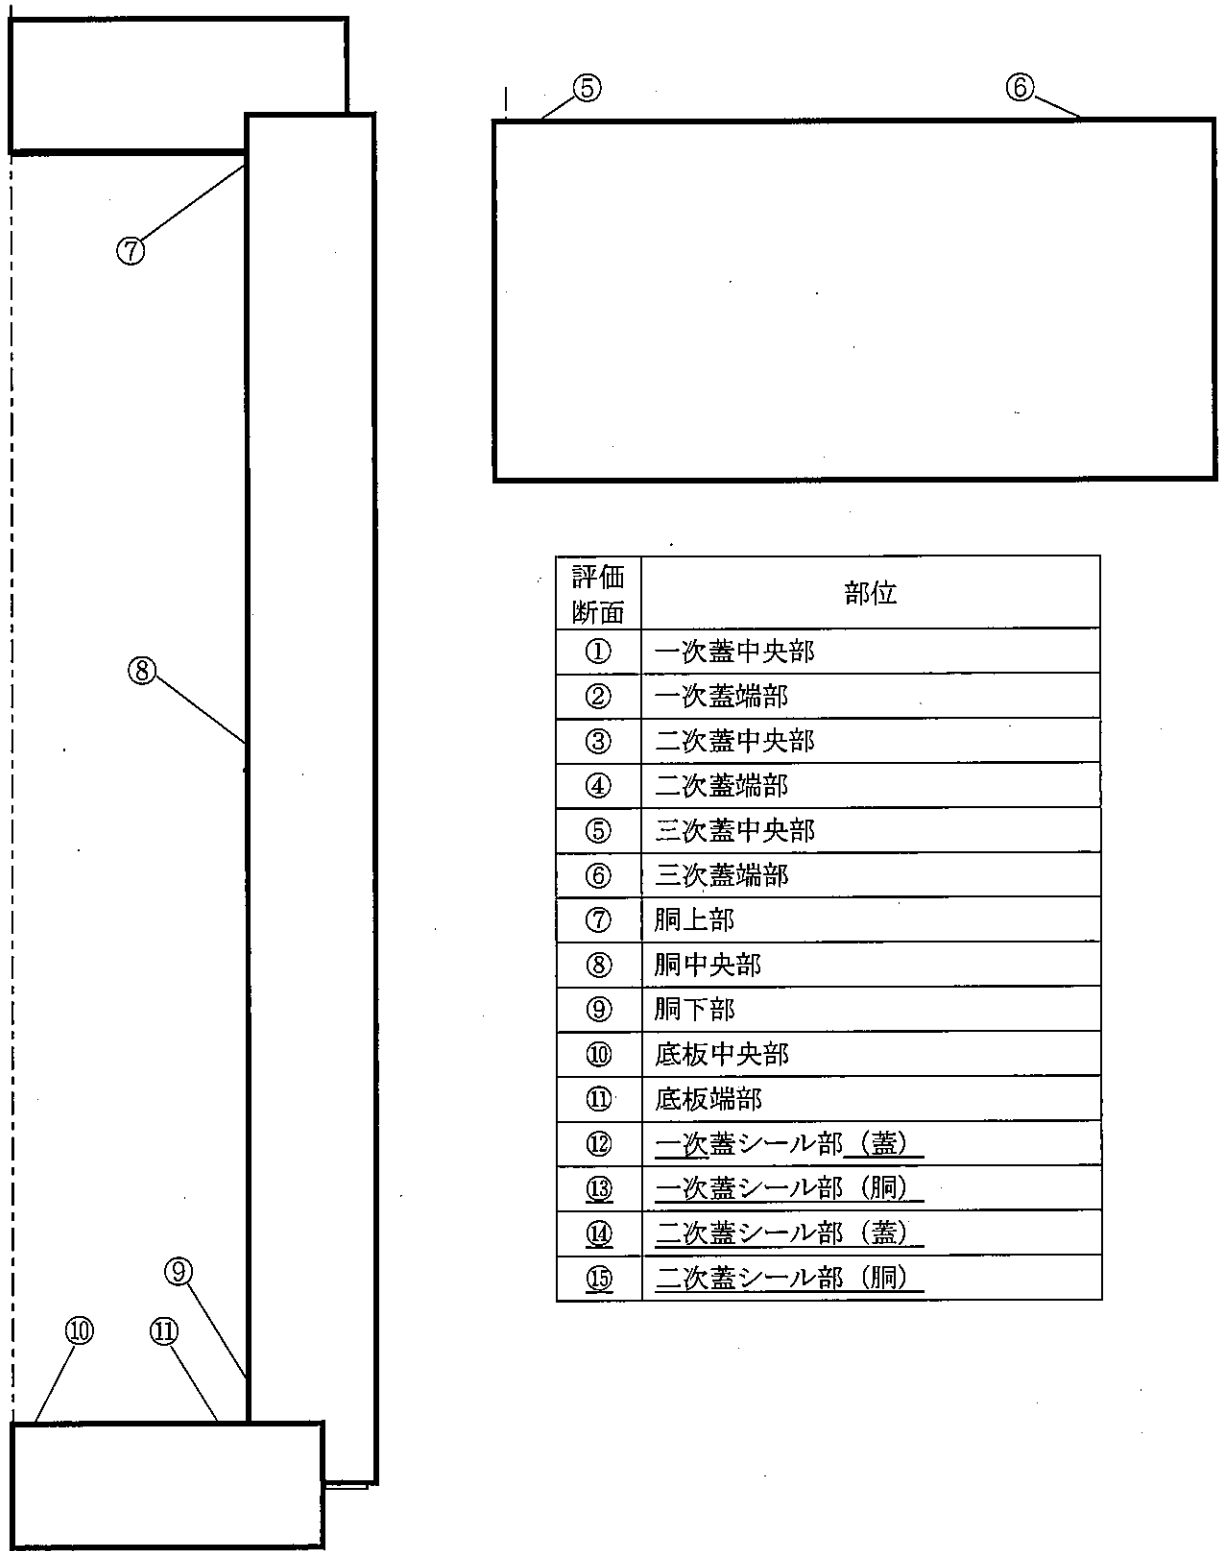 ⑤ ⑥
⑦
⑧
⑨
⑩ ⑪
評価
断面 部位
① 一次蓋中央部
② 一次蓋端部
③ 二次蓋中央部
④ 二次蓋端部
⑤ 三次蓋中央部
⑥ 三次蓋端部
⑦ 胴上部
⑧ 胴中央部
⑨ 胴下部
⑩ 底板中央部
⑪ 底板端部
⑫ 一次蓋シール部（蓋）
⑬ 一次蓋シール部（胴）
⑭ 二次蓋シール部（蓋）
⑮ 二次蓋シール部（胴）